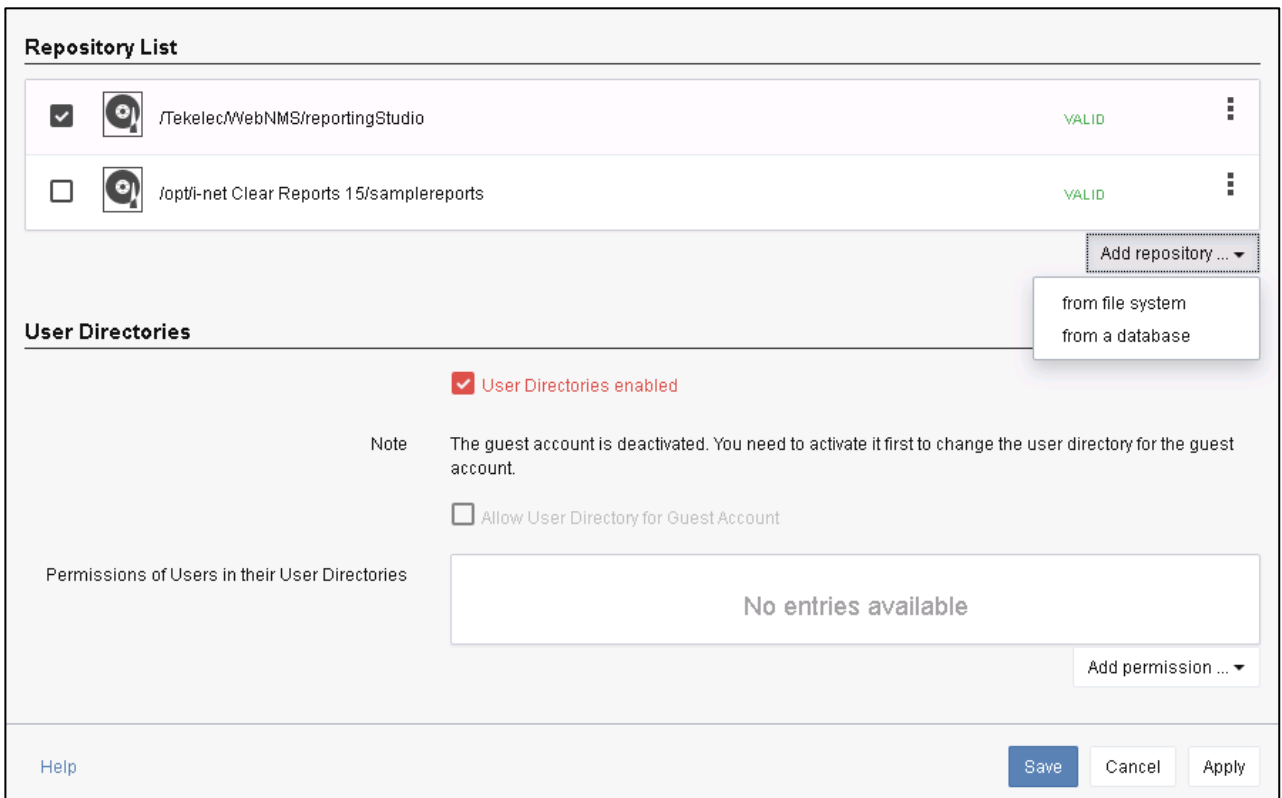 Repository List
/Tekelec/WebNMS/reportingStudio
VALID
/opt/i-net Clear Reports 15/samplereports
VALID
Add repository ...
from file system
from a database
User Directories
User Directories enabled
Note
The guest account is deactivated. You need to activate it first to change the user directory for the guest
account.
Allow User Directory for Guest Account
Permissions of Users in their User Directories
No entries available
Add permission ...
Help
Save
Cancel
Apply